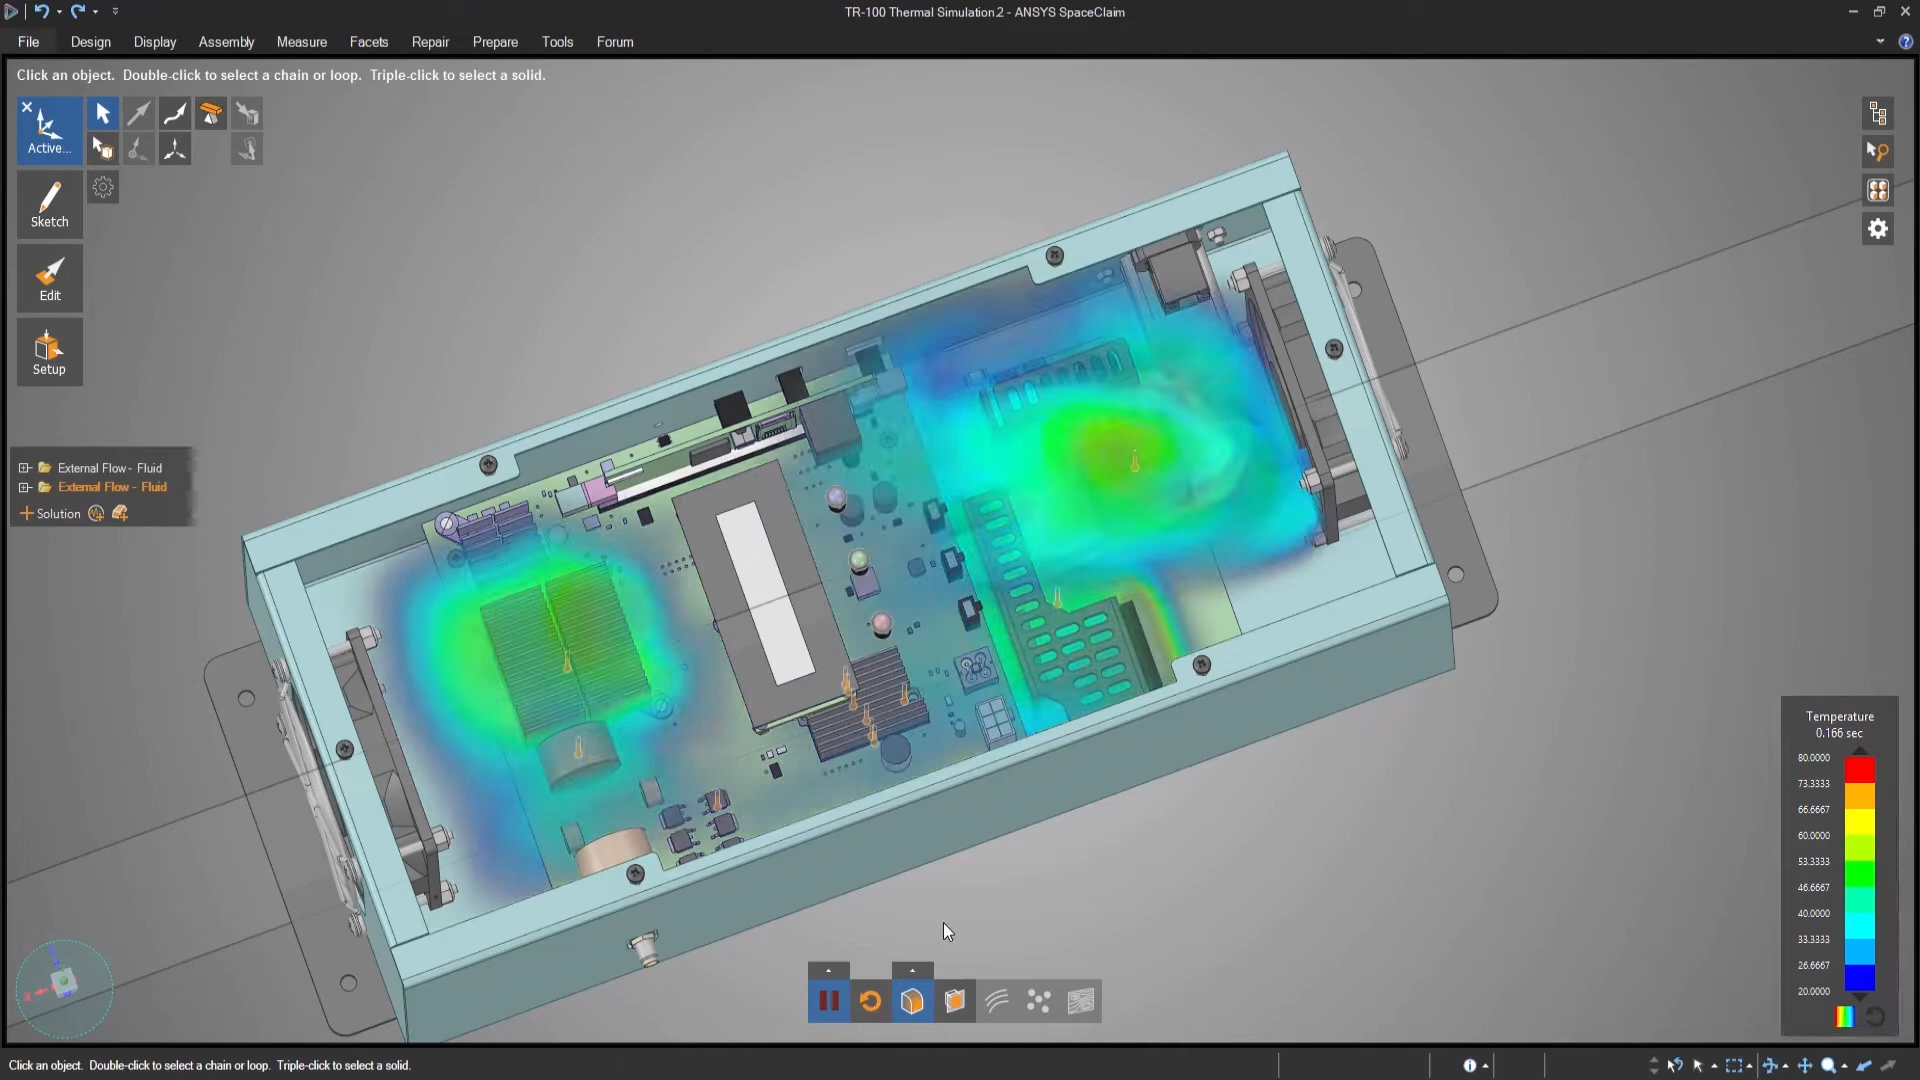 TR-100 Thermal Simulation.2 - ANSYS SpaceClaim
File Design Display Assembly Measure Facets Repair Prepare Tools Forum
Click an object. Double-click to select a chain or loop. Triple-click to select a solid.
Active...
Sketch
Edit
Setup
External Flow - Fluid
External Flow - Fluid
Solution
Temperature
0.166 sec
80.0000
73.3333
66.6667
60.0000
53.3333
46.6667
40.0000
33.3333
26.6667
20.0000
Click an object. Double-click to select a chain or loop. Triple-click to select a solid.